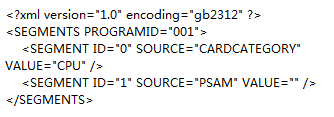 <?xml version="1.0" encoding="gb2312" ?>
<SEGMENTS PROGRAMID="001">
<SEGMENT ID="0" SOURCE="CARDCATEGORY"
VALUE="CPU" />
<SEGMENT ID="1" SOURCE="PSAM" VALUE="" />
</SEGMENTS>